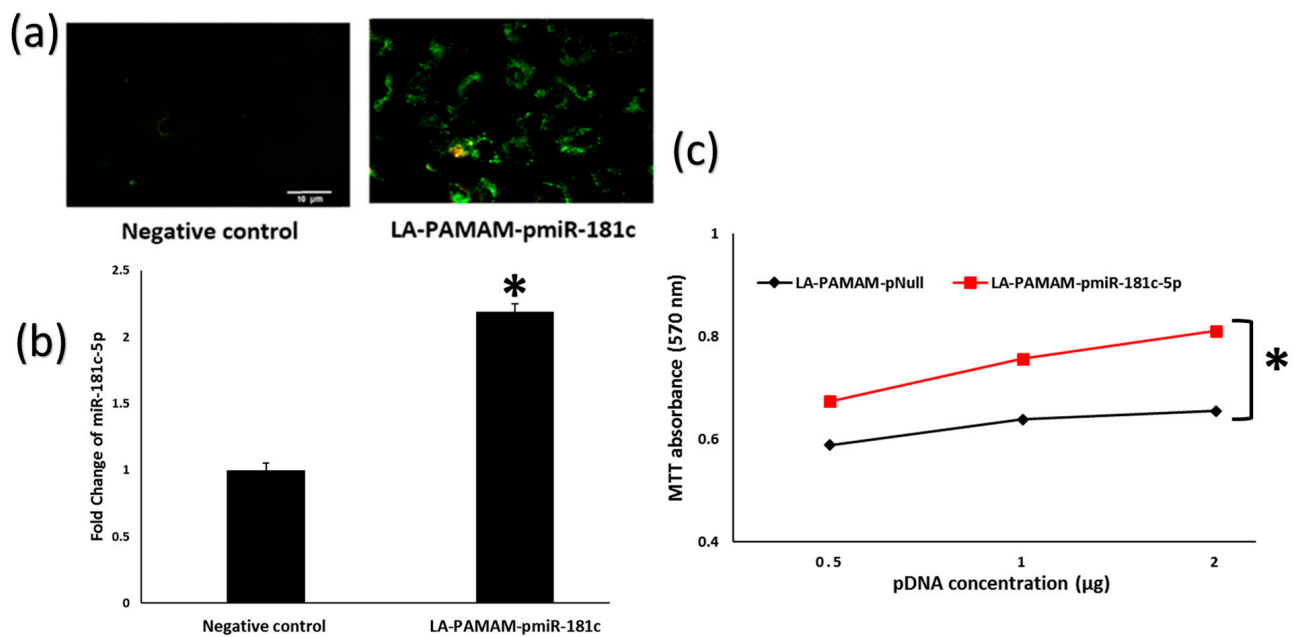 (a)
10 μm
Negative control
LA-PAMAM-pmiR-181c
(b)
Fold Change of miR-181c-5p
2.5
*
2
1.5
1
0.5
0
Negative control
LA-PAMAM-pmiR-181c
(c)
MTT absorbance (570 nm)
1
LA-PAMAM-pNull
LA-PAMAM-pmiR-181c-5p
0.8
*
0.6
0.4
0.5
1
2
pDNA concentration (μg)